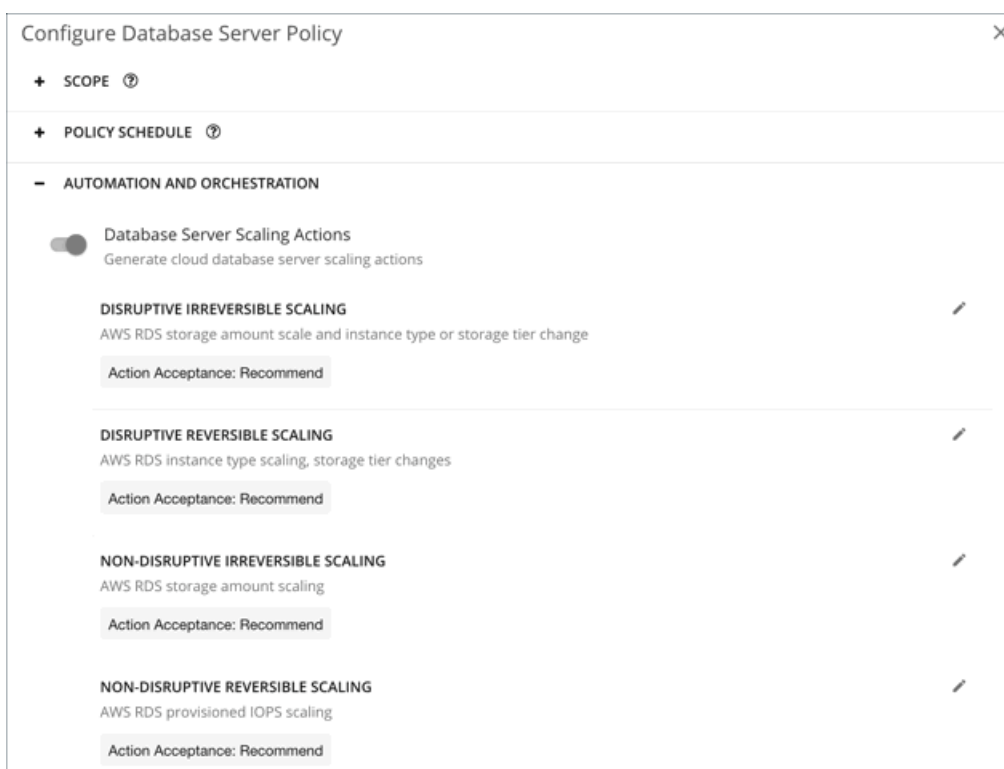 Configure Database Server Policy
SCOPE
POLICY SCHEDULE
AUTOMATION AND ORCHESTRATION
Database Server Scaling Actions
Generate cloud database server scaling actions
DISRUPTIVE IRREVERSIBLE SCALING
AWS RDS storage amount scale and instance type or storage tier change
Action Acceptance: Recommend
DISRUPTIVE REVERSIBLE SCALING
AWS RDS instance type scaling, storage tier changes
Action Acceptance: Recommend
NON-DISRUPTIVE IRREVERSIBLE SCALING
AWS RDS storage amount scaling
Action Acceptance: Recommend
NON-DISRUPTIVE REVERSIBLE SCALING
AWS RDS provisioned IOPS scaling
Action Acceptance: Recommend